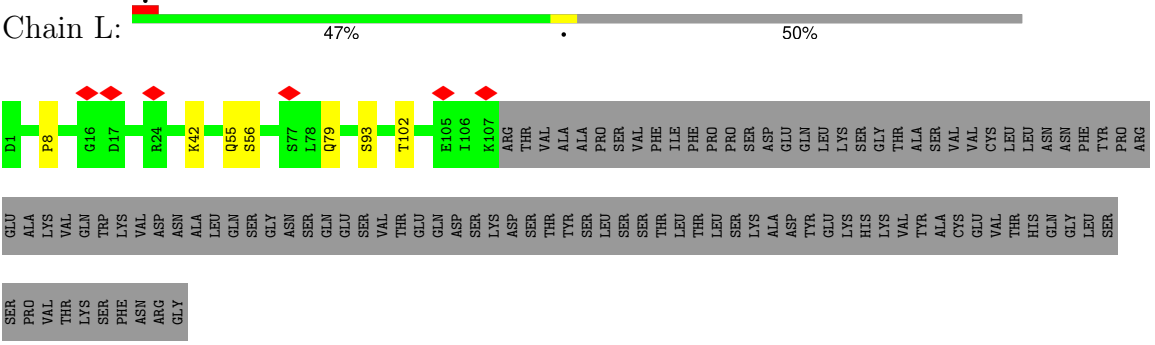 Chain L:
47%
•
50%
D1 P8 G16 D17 R24 K42 Q55 S56 S77 L78 Q79 S93 T102 E105 I106 K107 ARG THR VAL ALA ALA PRO SER VAL PHE ILE PHE PRO PRO SER ASP GLU GLN LEU LYS SER GLY THR ALA SER VAL VAL CYS LEU LEU ASN ASN PHE TYR PRO ARG
GLU ALA LYS VAL GLN TRP LYS VAL ASP ASN ALA LEU GLN SER GLY ASN SER GLN GLU SER VAL THR GLU GLN ASP SER LYS ASP SER THR TYR SER LEU SER SER THR LEU THR LEU SER LYS ALA ASP TYR GLU LYS HIS LYS VAL TYR ALA CYS GLU VAL THR HIS GLN GLY LEU SER
SER PRO VAL THR LYS SER PHE ASN ARG GLY